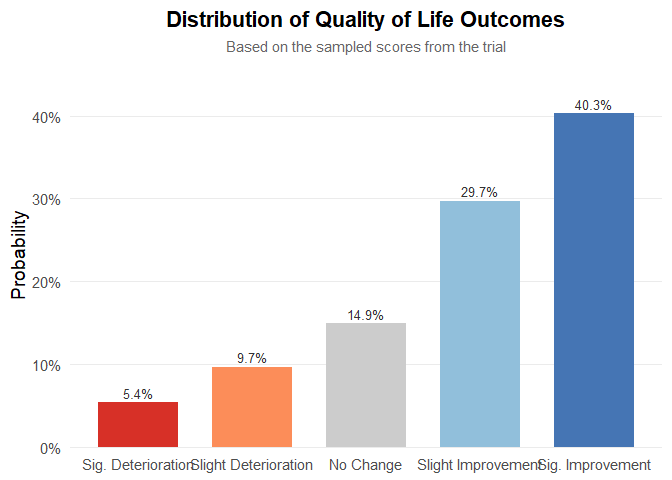 Distribution of Quality of Life Outcomes
Based on the sampled scores from the trial
Probability
40%
30%
20%
10%
0%
5.4%
9.7%
14.9%
29.7%
40.3%
Sig. Deterioration
Slight Deterioration
No Change
Slight Improvement
Sig. Improvement